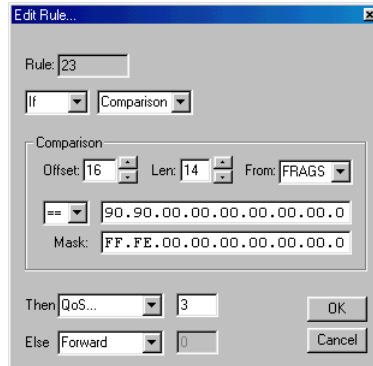 Edit Rule...
Rule: 23
If Comparison
Comparison
Offset: 16 Len: 14 From: FRAGS
== 90.90.00.00.00.00.00.00.0
Mask: FF.FE.00.00.00.00.00.00.0
Then QoS... 3 OK
Else Forward 0 Cancel